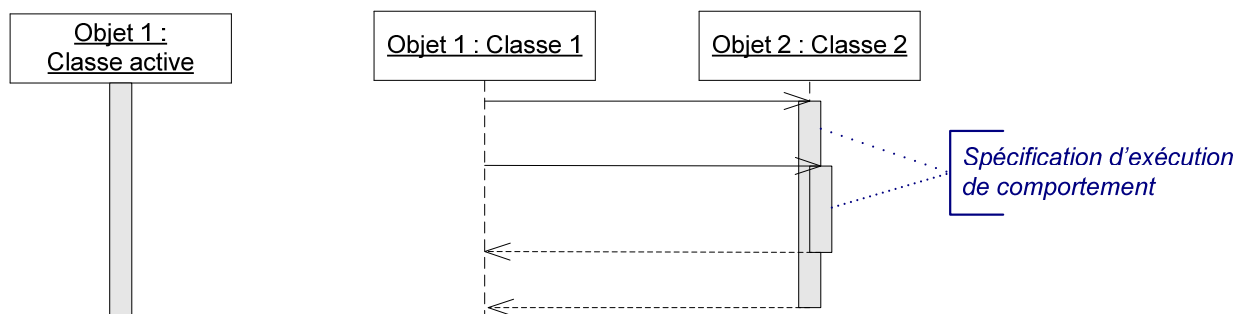 Objet 1 :
Classe active
Objet 1 : Classe 1
Objet 2 : Classe 2
Spécification d'exécution
de comportement